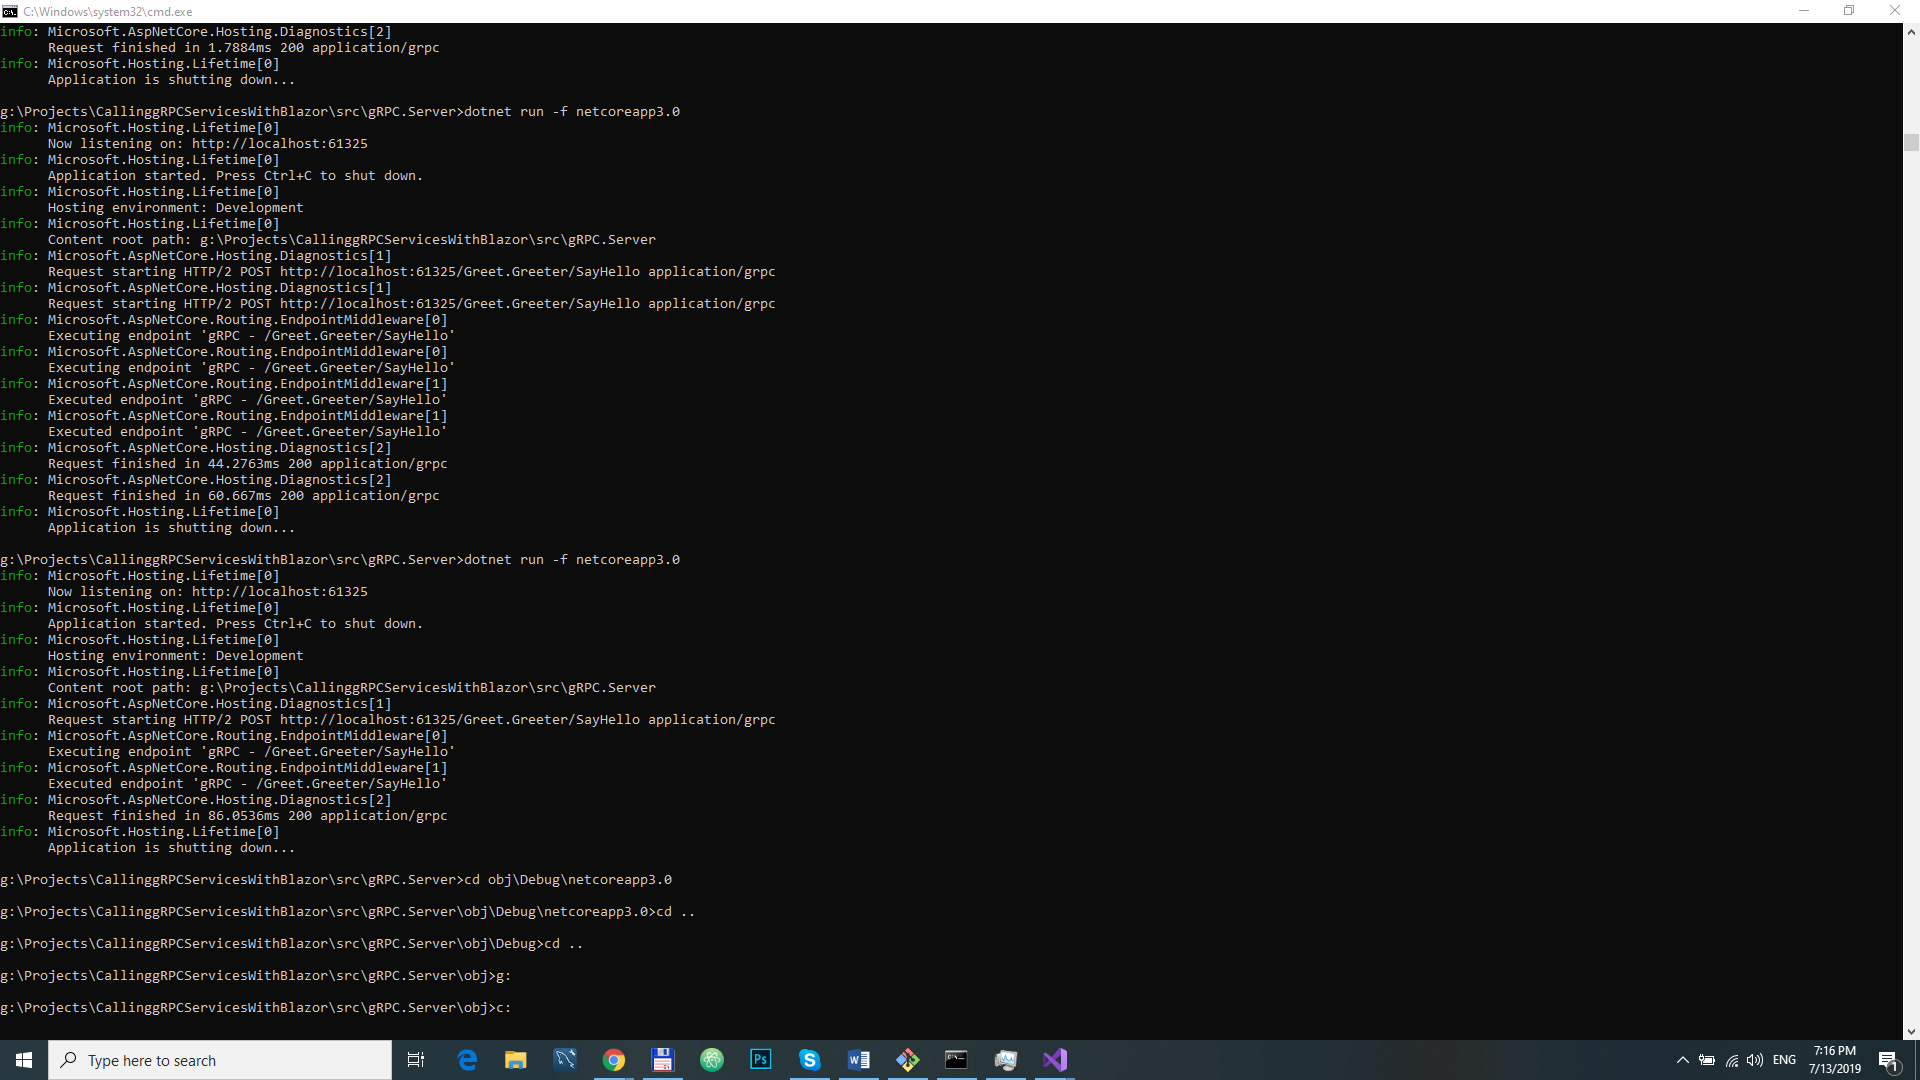 C:\Windows\system32\cmd.exe
info: Microsoft.AspNetCore.Hosting.Diagnostics[2]
      Request finished in 1.7884ms 200 application/grpc
info: Microsoft.Hosting.Lifetime[0]
      Application is shutting down...
g:\Projects\CallinggRPCServicesWithBlazor\src\gRPC.Server>dotnet run -f netcoreapp3.0
info: Microsoft.Hosting.Lifetime[0]
      Now listening on: http://localhost:61325
info: Microsoft.Hosting.Lifetime[0]
      Application started. Press Ctrl+C to shut down.
info: Microsoft.Hosting.Lifetime[0]
      Hosting environment: Development
info: Microsoft.Hosting.Lifetime[0]
      Content root path: g:\Projects\CallinggRPCServicesWithBlazor\src\gRPC.Server
info: Microsoft.AspNetCore.Hosting.Diagnostics[1]
      Request starting HTTP/2 POST http://localhost:61325/Greet.Greeter/SayHello application/grpc
info: Microsoft.AspNetCore.Hosting.Diagnostics[1]
      Request starting HTTP/2 POST http://localhost:61325/Greet.Greeter/SayHello application/grpc
info: Microsoft.AspNetCore.Routing.EndpointMiddleware[0]
      Executing endpoint 'gRPC - /Greet.Greeter/SayHello'
info: Microsoft.AspNetCore.Routing.EndpointMiddleware[0]
      Executing endpoint 'gRPC - /Greet.Greeter/SayHello'
info: Microsoft.AspNetCore.Routing.EndpointMiddleware[1]
      Executed endpoint 'gRPC - /Greet.Greeter/SayHello'
info: Microsoft.AspNetCore.Routing.EndpointMiddleware[1]
      Executed endpoint 'gRPC - /Greet.Greeter/SayHello'
info: Microsoft.AspNetCore.Hosting.Diagnostics[2]
      Request finished in 44.2763ms 200 application/grpc
info: Microsoft.AspNetCore.Hosting.Diagnostics[2]
      Request finished in 60.667ms 200 application/grpc
info: Microsoft.Hosting.Lifetime[0]
      Application is shutting down...
g:\Projects\CallinggRPCServicesWithBlazor\src\gRPC.Server>dotnet run -f netcoreapp3.0
info: Microsoft.Hosting.Lifetime[0]
      Now listening on: http://localhost:61325
info: Microsoft.Hosting.Lifetime[0]
      Application started. Press Ctrl+C to shut down.
info: Microsoft.Hosting.Lifetime[0]
      Hosting environment: Development
info: Microsoft.Hosting.Lifetime[0]
      Content root path: g:\Projects\CallinggRPCServicesWithBlazor\src\gRPC.Server
info: Microsoft.AspNetCore.Hosting.Diagnostics[1]
      Request starting HTTP/2 POST http://localhost:61325/Greet.Greeter/SayHello application/grpc
info: Microsoft.AspNetCore.Routing.EndpointMiddleware[0]
      Executing endpoint 'gRPC - /Greet.Greeter/SayHello'
info: Microsoft.AspNetCore.Routing.EndpointMiddleware[1]
      Executed endpoint 'gRPC - /Greet.Greeter/SayHello'
info: Microsoft.AspNetCore.Hosting.Diagnostics[2]
      Request finished in 86.0536ms 200 application/grpc
info: Microsoft.Hosting.Lifetime[0]
      Application is shutting down...
g:\Projects\CallinggRPCServicesWithBlazor\src\gRPC.Server>cd obj\Debug\netcoreapp3.0
g:\Projects\CallinggRPCServicesWithBlazor\src\gRPC.Server\obj\Debug\netcoreapp3.0>cd ..
g:\Projects\CallinggRPCServicesWithBlazor\src\gRPC.Server\obj\Debug>cd ..
g:\Projects\CallinggRPCServicesWithBlazor\src\gRPC.Server\obj>g:
g:\Projects\CallinggRPCServicesWithBlazor\src\gRPC.Server\obj>c:
Type here to search
Ps
ENG
7:16 PM
7/13/2019
1